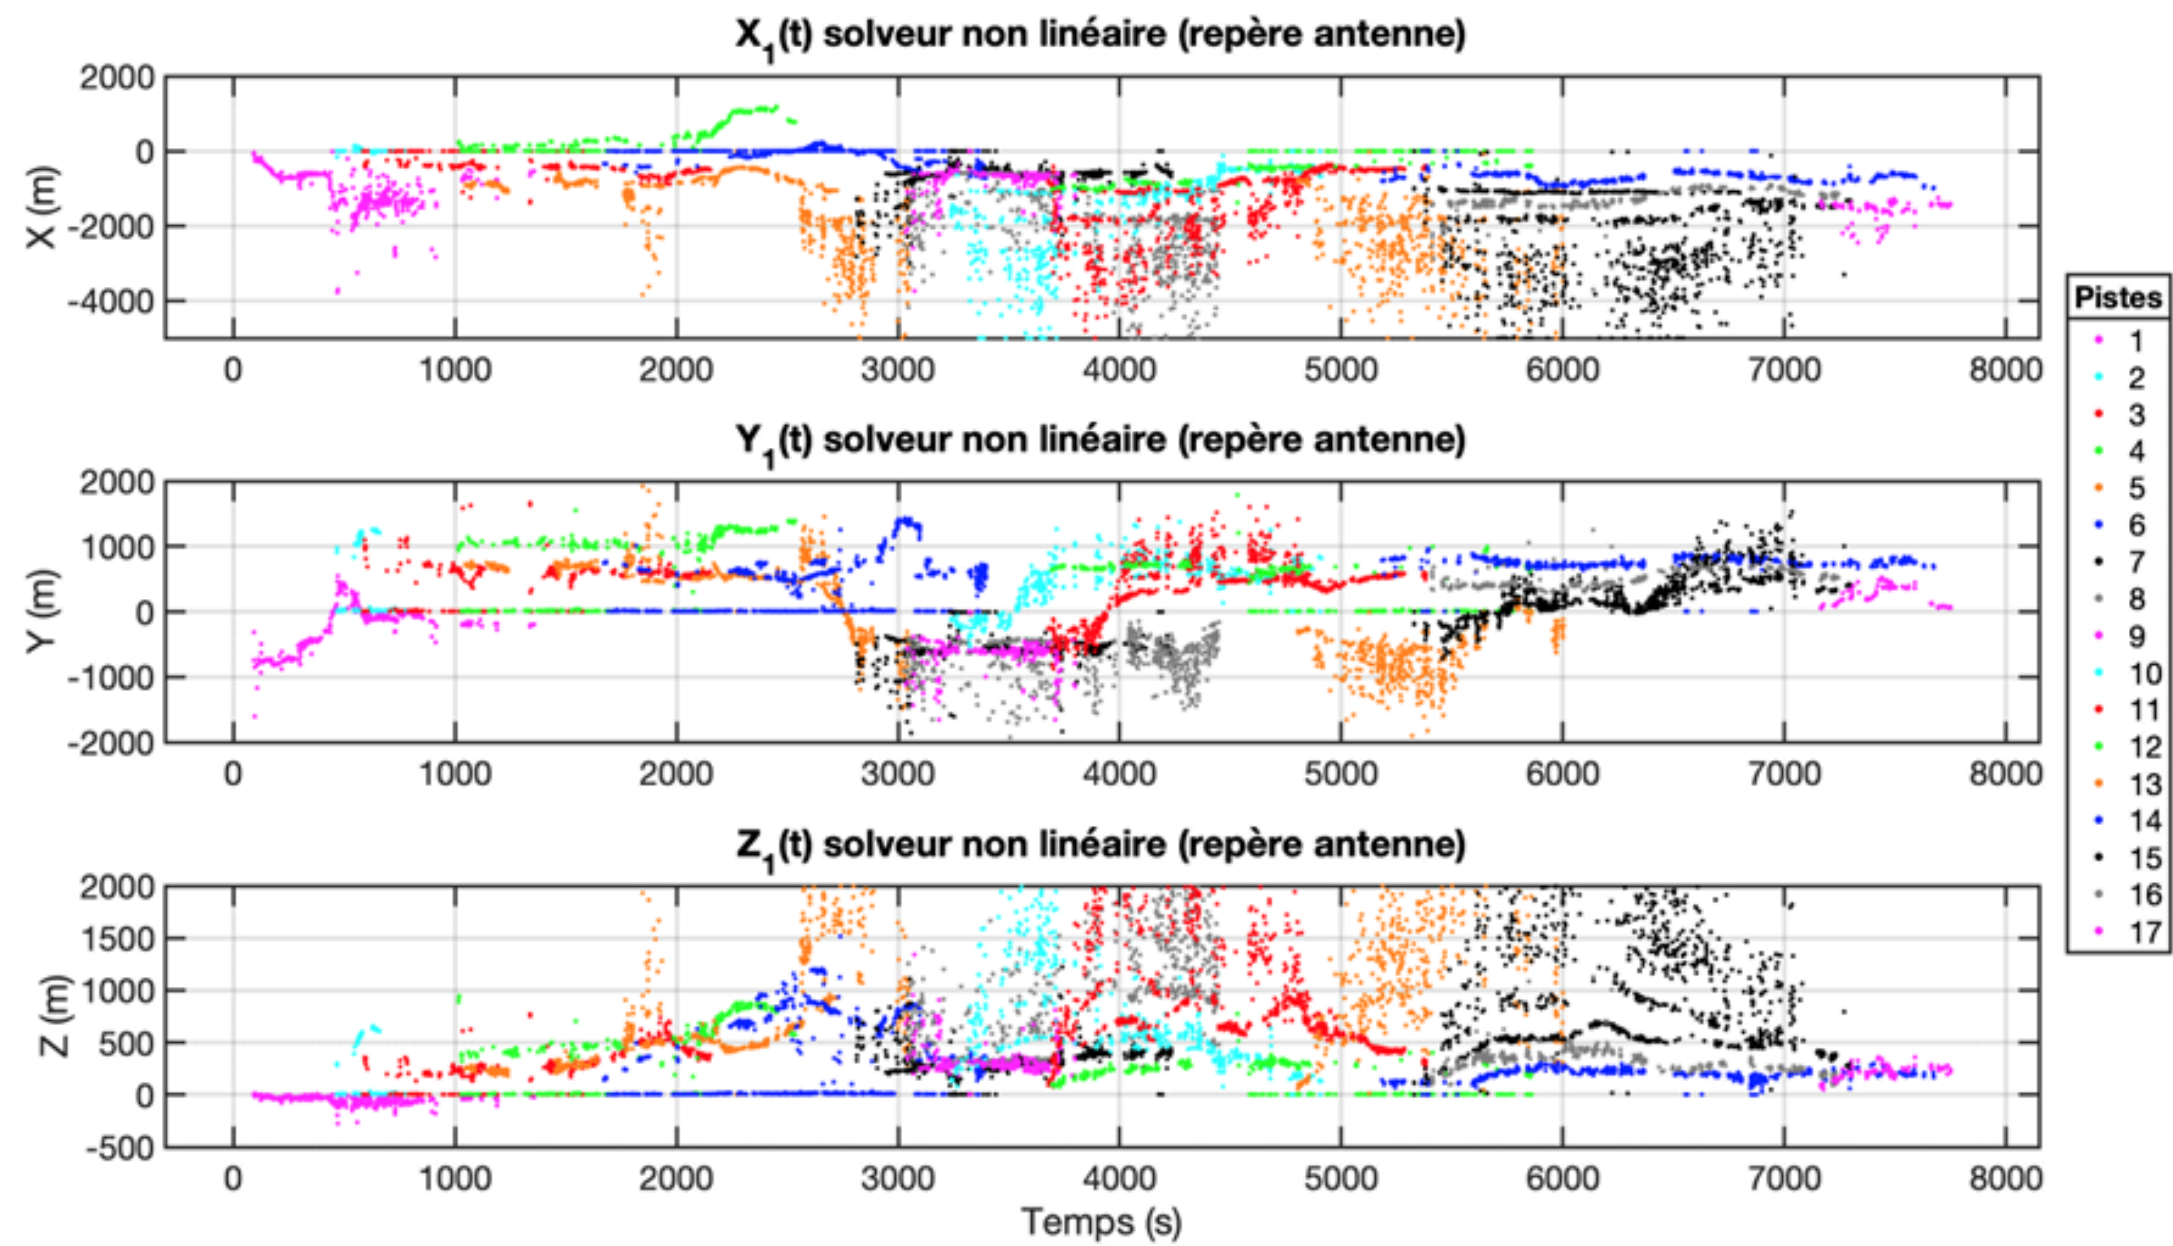 X1(t) solveur non linéaire (repère antenne)
2000
0
-2000
-4000
X (m)
0 1000 2000 3000 4000 5000 6000 7000 8000
Y1(t) solveur non linéaire (repère antenne)
2000
1000
0
-1000
-2000
Y (m)
0 1000 2000 3000 4000 5000 6000 7000 8000
Z1(t) solveur non linéaire (repère antenne)
2000
1500
1000
500
0
-500
Z (m)
0 1000 2000 3000 4000 5000 6000 7000 8000
Temps (s)
Pistes
1
2
3
4
5
6
7
8
9
10
11
12
13
14
15
16
17